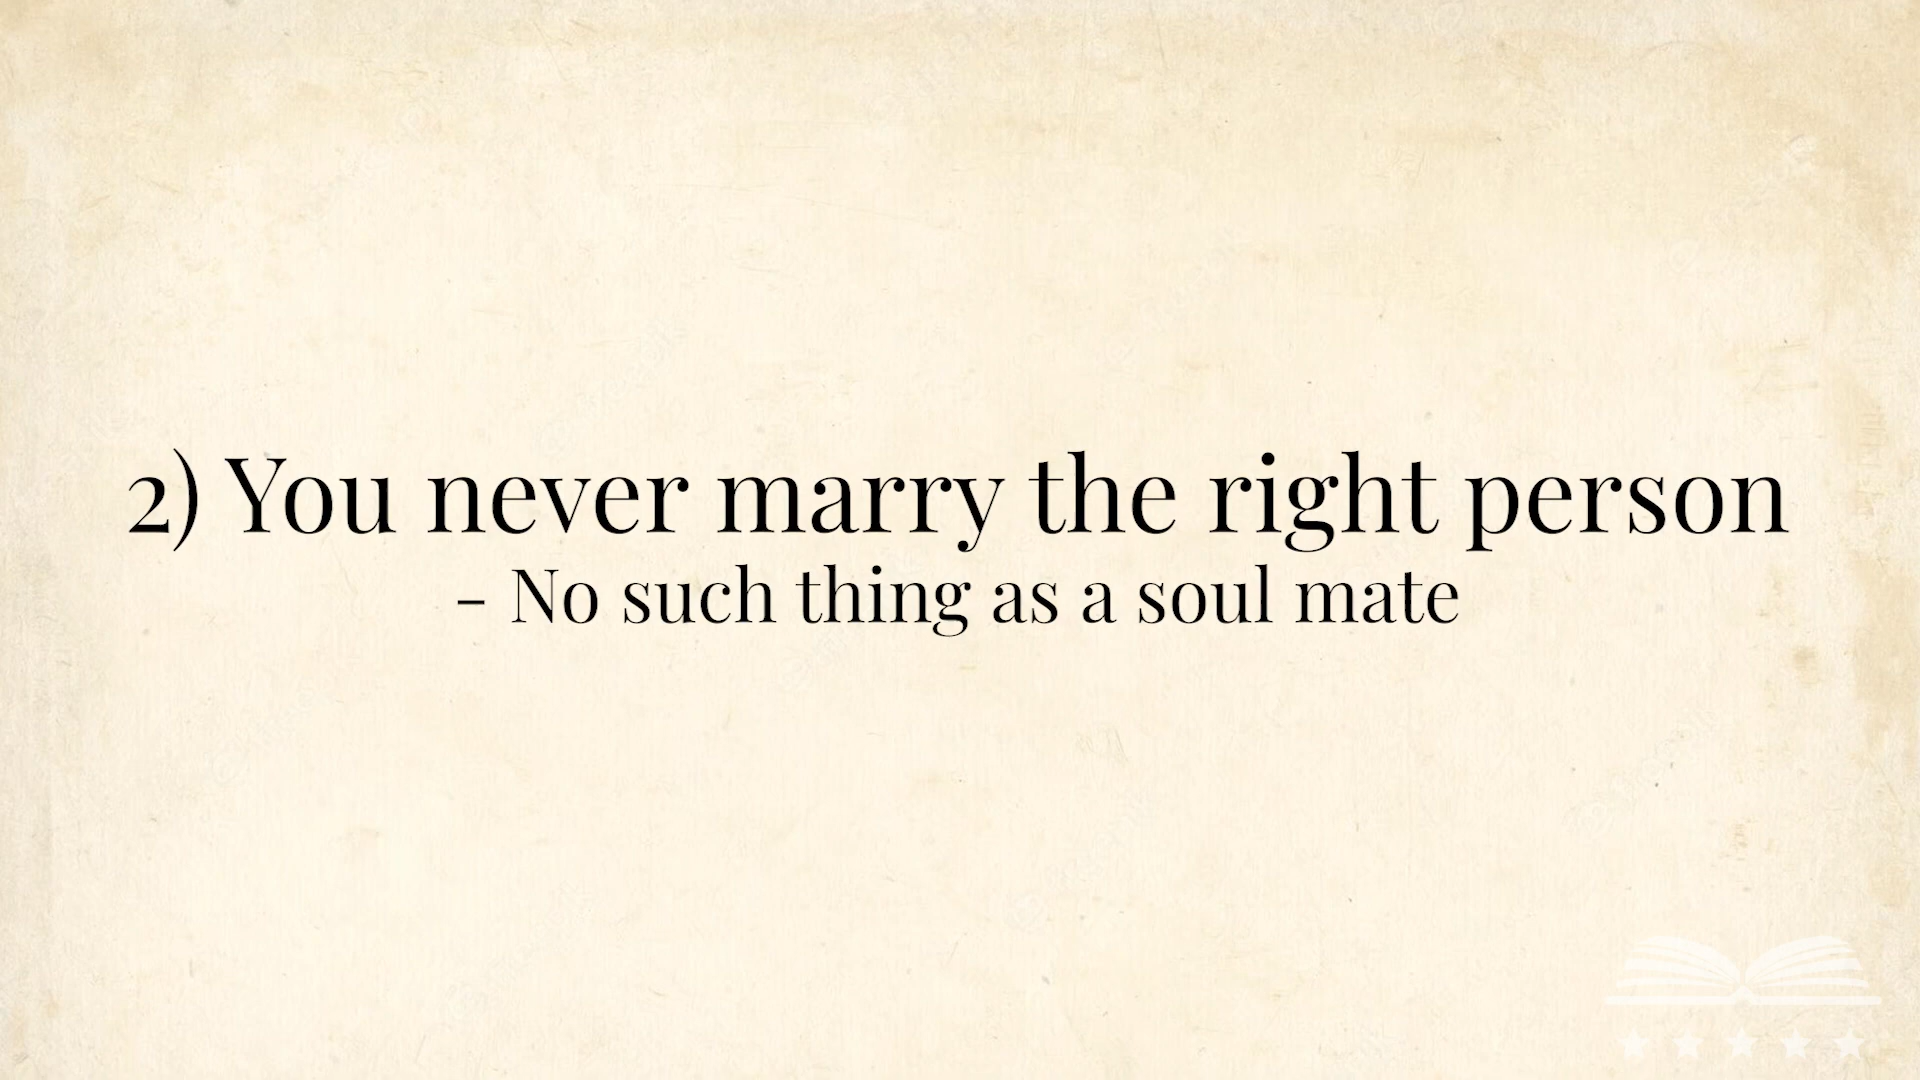 2) You never marry the right person
- No such thing as a soul mate